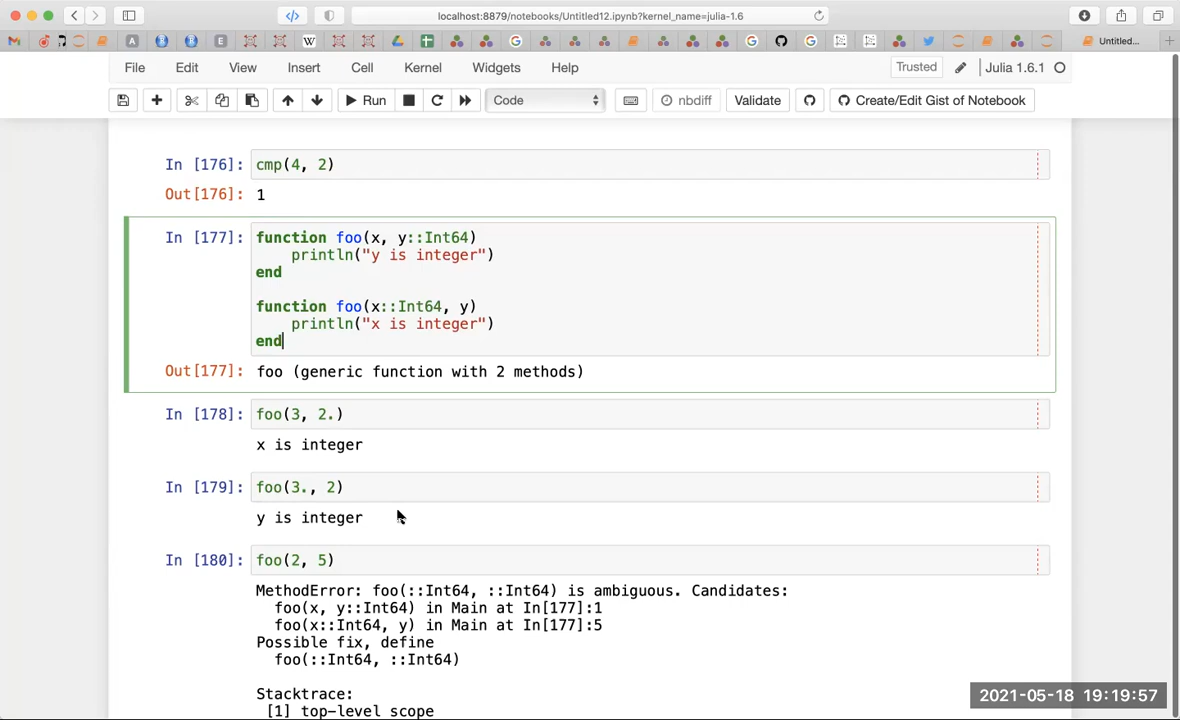 localhost:8879/notebooks/Untitled12.ipynb?kernel_name=julia-1.6
A
E
W
G
G
G
Untitled...
File Edit View Insert Cell Kernel Widgets Help
Trusted
Julia 1.6.1
Run
Code
nbdiff
Validate
Create/Edit Gist of Notebook
In [176]: cmp(4, 2)
Out[176]: 1
In [177]: function foo(x, y::Int64)
println("y is integer")
end
function foo(x::Int64, y)
println("x is integer")
end
Out[177]: foo (generic function with 2 methods)
In [178]: foo(3, 2.)
x is integer
In [179]: foo(3., 2)
y is integer
In [180]: foo(2, 5)
MethodError: foo(::Int64, ::Int64) is ambiguous. Candidates:
foo(x, y::Int64) in Main at In[177]:1
foo(x::Int64, y) in Main at In[177]:5
Possible fix, define
foo(::Int64, ::Int64)
Stacktrace:
[1] top-level scope
2021-05-18 19:19:57